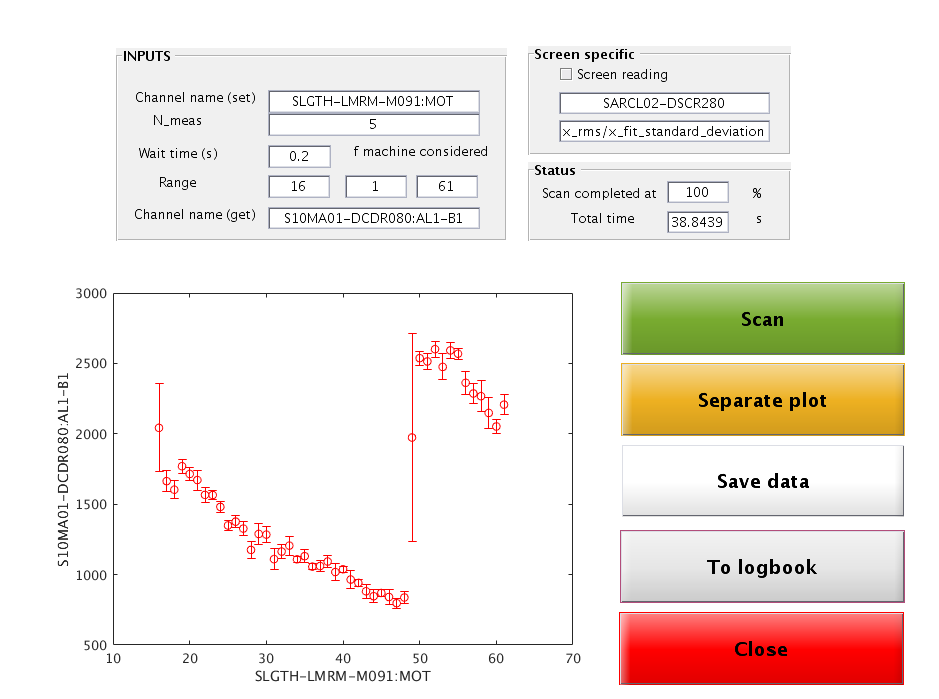 INPUTS
Channel name (set) SLGTH-LMRM-M091:MOT
N_meas 5
Wait time (s) 0.2 f machine considered
Range 16 1 61
Channel name (get) S10MA01-DCDR080:AL1-B1
Screen specific
Screen reading
SARCL02-DSCR280
x_rms/x_fit_standard_deviation
Status
Scan completed at 100 %
Total time 38.8439 s
3000
2500
2000
1500
1000
500
10 20 30 40 50 60 70
S10MA01-DCDR080:AL1-B1
SLGTH-LMRM-M091:MOT
Scan
Separate plot
Save data
To logbook
Close